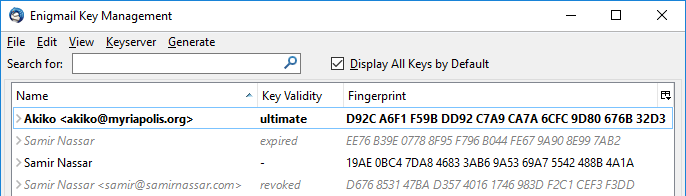 Enigmail Key Management
File Edit View Keyserver Generate
Search for: Display All Keys by Default
Name Key Validity Fingerprint
Akiko <akiko@myriapolis.org> ultimate D92C A6F1 F59B DD92 C7A9 CA7A 6CFC 9D80 676B 32D3
Samir Nassar expired EE76 B39E 0778 8F95 F796 B044 FE67 9A90 8E99 7AB2
Samir Nassar - 19AE 0BC4 7DA8 4683 3AB6 9A53 69A7 5542 488B 4A1A
Samir Nassar <samir@samirnassar.com> revoked D676 8531 47BA D357 4016 1746 983D F2C1 CEF3 F3DD